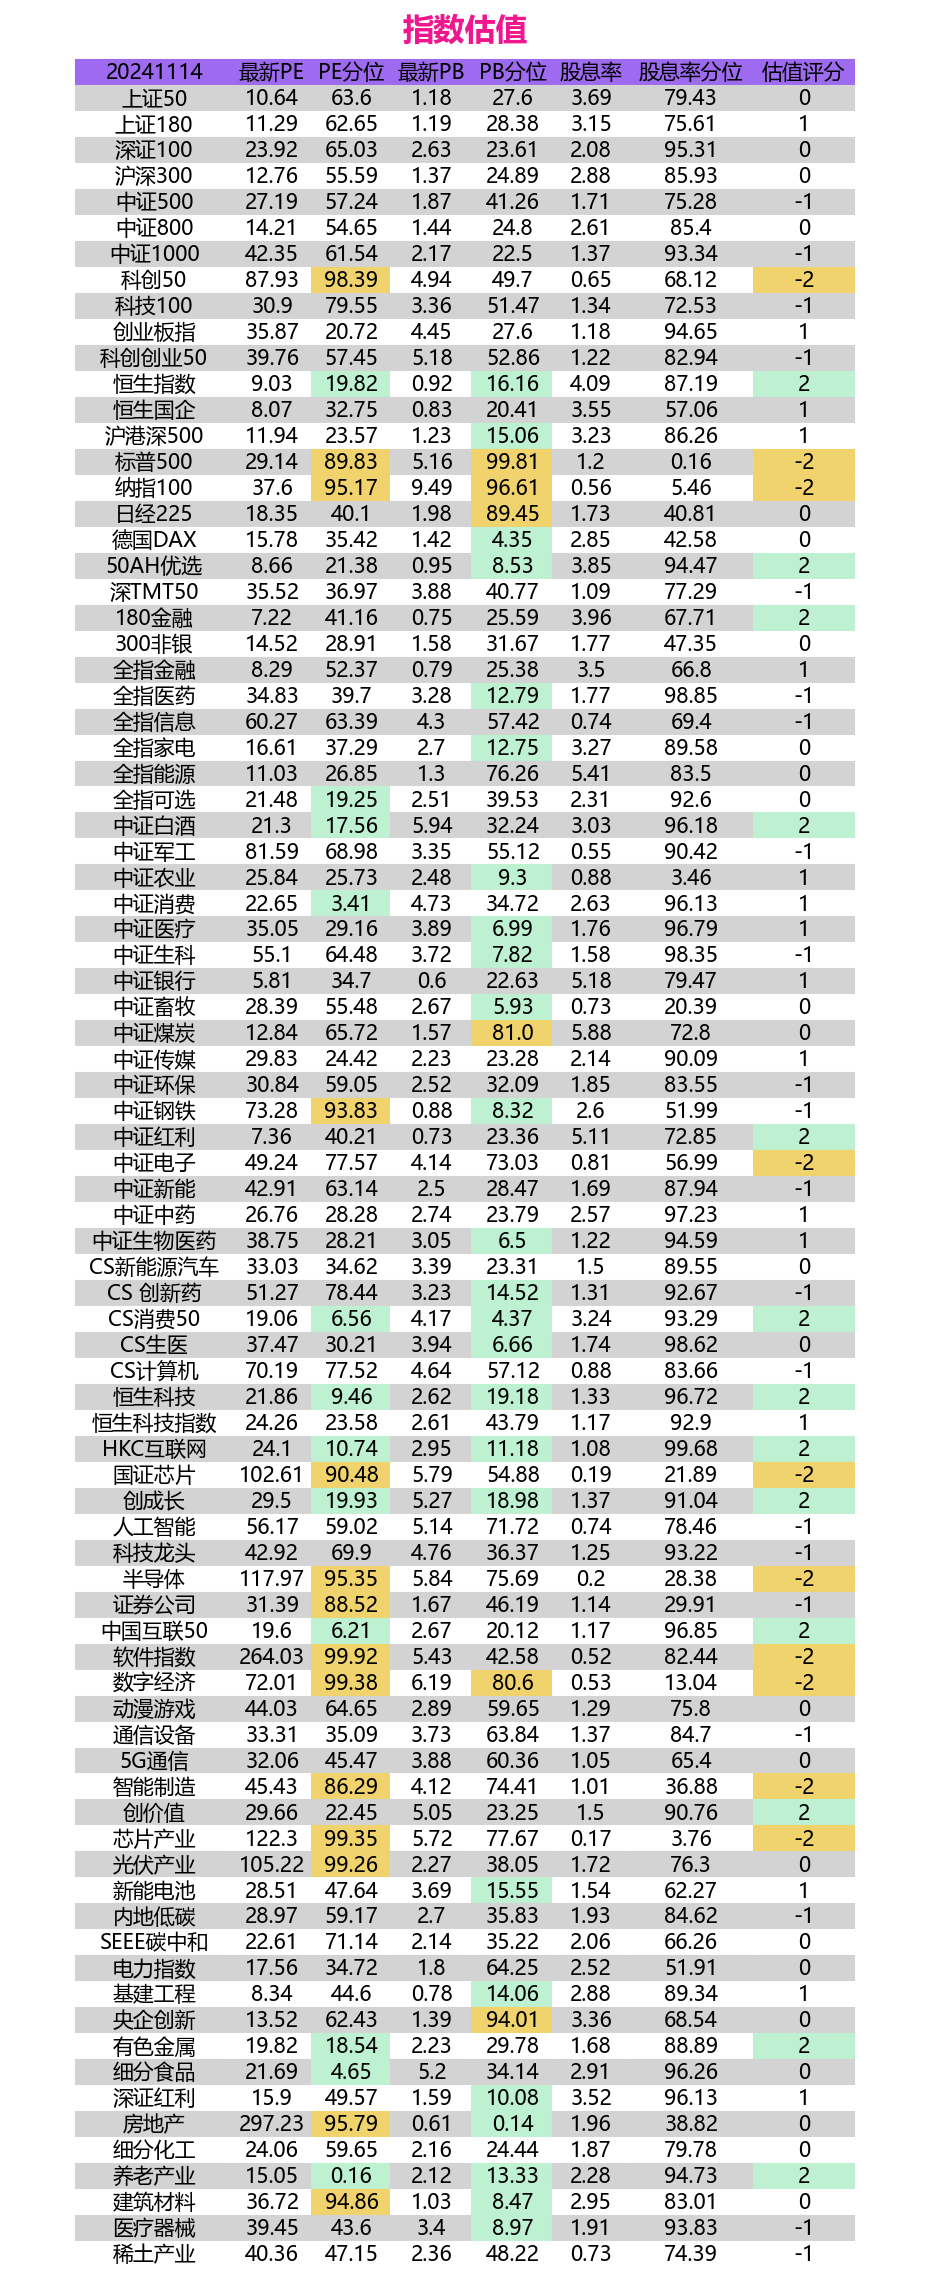 指数估值
20241114 最新PE PE分位 最新PB PB分位 股息率 股息率分位 估值评分
上证50 10.64 63.6 1.18 27.6 3.69 79.43 0
上证180 11.29 62.65 1.19 28.38 3.15 75.61 1
深证100 23.92 65.03 2.63 23.61 2.08 95.31 0
沪深300 12.76 55.59 1.37 24.89 2.88 85.93 0
中证500 27.19 57.24 1.87 41.26 1.71 75.28 -1
中证800 14.21 54.65 1.44 24.8 2.61 85.4 0
中证1000 42.35 61.54 2.17 22.5 1.37 93.34 -1
科创50 87.93 98.39 4.94 49.7 0.65 68.12 -2
科技100 30.9 79.55 3.36 51.47 1.34 72.53 -1
创业板指 35.87 20.72 4.45 27.6 1.18 94.65 1
科创创业50 39.76 57.45 5.18 52.86 1.22 82.94 -1
恒生指数 9.03 19.82 0.92 16.16 4.09 87.19 2
恒生国企 8.07 32.75 0.83 20.41 3.55 57.06 1
沪港深500 11.94 23.57 1.23 15.06 3.23 86.26 1
标普500 29.14 89.83 5.16 99.81 1.2 0.16 -2
纳指100 37.6 95.17 9.49 96.61 0.56 5.46 -2
日经225 18.35 40.1 1.98 89.45 1.73 40.81 0
德国DAX 15.78 35.42 1.42 4.35 2.85 42.58 0
50AH优选 8.66 21.38 0.95 8.53 3.85 94.47 2
深TMT50 35.52 36.97 3.88 40.77 1.09 77.29 -1
180金融 7.22 41.16 0.75 25.59 3.96 67.71 2
300非银 14.52 28.91 1.58 31.67 1.77 47.35 0
全指金融 8.29 52.37 0.79 25.38 3.5 66.8 1
全指医药 34.83 39.7 3.28 12.79 1.77 98.85 -1
全指信息 60.27 63.39 4.3 57.42 0.74 69.4 -1
全指家电 16.61 37.29 2.7 12.75 3.27 89.58 0
全指能源 11.03 26.85 1.3 76.26 5.41 83.5 0
全指可选 21.48 19.25 2.51 39.53 2.31 92.6 0
中证白酒 21.3 17.56 5.94 32.24 3.03 96.18 2
中证军工 81.59 68.98 3.35 55.12 0.55 90.42 -1
中证农业 25.84 25.73 2.48 9.3 0.88 3.46 1
中证消费 22.65 3.41 4.73 34.72 2.63 96.13 1
中证医疗 35.05 29.16 3.89 6.99 1.76 96.79 1
中证生科 55.1 64.48 3.72 7.82 1.58 98.35 -1
中证银行 5.81 34.7 0.6 22.63 5.18 79.47 1
中证畜牧 28.39 55.48 2.67 5.93 0.73 20.39 0
中证煤炭 12.84 65.72 1.57 81.0 5.88 72.8 0
中证传媒 29.83 24.42 2.23 23.28 2.14 90.09 1
中证环保 30.84 59.05 2.52 32.09 1.85 83.55 -1
中证钢铁 73.28 93.83 0.88 8.32 2.6 51.99 -1
中证红利 7.36 40.21 0.73 23.36 5.11 72.85 2
中证电子 49.24 77.57 4.14 73.03 0.81 56.99 -2
中证新能 42.91 63.14 2.5 28.47 1.69 87.94 -1
中证中药 26.76 28.28 2.74 23.79 2.57 97.23 1
中证生物医药 38.75 28.21 3.05 6.5 1.22 94.59 1
CS新能源汽车 33.03 34.62 3.39 23.31 1.5 89.55 0
CS 创新药 51.27 78.44 3.23 14.52 1.31 92.67 -1
CS消费50 19.06 6.56 4.17 4.37 3.24 93.29 2
CS生医 37.47 30.21 3.94 6.66 1.74 98.62 0
CS计算机 70.19 77.52 4.64 57.12 0.88 83.66 -1
恒生科技 21.86 9.46 2.62 19.18 1.33 96.72 2
恒生科技指数 24.26 23.58 2.61 43.79 1.17 92.9 1
HKC互联网 24.1 10.74 2.95 11.18 1.08 99.68 2
国证芯片 102.61 90.48 5.79 54.88 0.19 21.89 -2
创成长 29.5 19.93 5.27 18.98 1.37 91.04 2
人工智能 56.17 59.02 5.14 71.72 0.74 78.46 -1
科技龙头 42.92 69.9 4.76 36.37 1.25 93.22 -1
半导体 117.97 95.35 5.84 75.69 0.2 28.38 -2
证券公司 31.39 88.52 1.67 46.19 1.14 29.91 -1
中国互联50 19.6 6.21 2.67 20.12 1.17 96.85 2
软件指数 264.03 99.92 5.43 42.58 0.52 82.44 -2
数字经济 72.01 99.38 6.19 80.6 0.53 13.04 -2
动漫游戏 44.03 64.65 2.89 59.65 1.29 75.8 0
通信设备 33.31 35.09 3.73 63.84 1.37 84.7 -1
5G通信 32.06 45.47 3.88 60.36 1.05 65.4 0
智能制造 45.43 86.29 4.12 74.41 1.01 36.88 -2
创价值 29.66 22.45 5.05 23.25 1.5 90.76 2
芯片产业 122.3 99.35 5.72 77.67 0.17 3.76 -2
光伏产业 105.22 99.26 2.27 38.05 1.72 76.3 0
新能电池 28.51 47.64 3.69 15.55 1.54 62.27 1
内地低碳 28.97 59.17 2.7 35.83 1.93 84.62 -1
SEEE碳中和 22.61 71.14 2.14 35.22 2.06 66.26 0
电力指数 17.56 34.72 1.8 64.25 2.52 51.91 0
基建工程 8.34 44.6 0.78 14.06 2.88 89.34 1
央企创新 13.52 62.43 1.39 94.01 3.36 68.54 0
有色金属 19.82 18.54 2.23 29.78 1.68 88.89 2
细分食品 21.69 4.65 5.2 34.14 2.91 96.26 0
深证红利 15.9 49.57 1.59 10.08 3.52 96.13 1
房地产 297.23 95.79 0.61 0.14 1.96 38.82 0
细分化工 24.06 59.65 2.16 24.44 1.87 79.78 0
养老产业 15.05 0.16 2.12 13.33 2.28 94.73 2
建筑材料 36.72 94.86 1.03 8.47 2.95 83.01 0
医疗器械 39.45 43.6 3.4 8.97 1.91 93.83 -1
稀土产业 40.36 47.15 2.36 48.22 0.73 74.39 -1